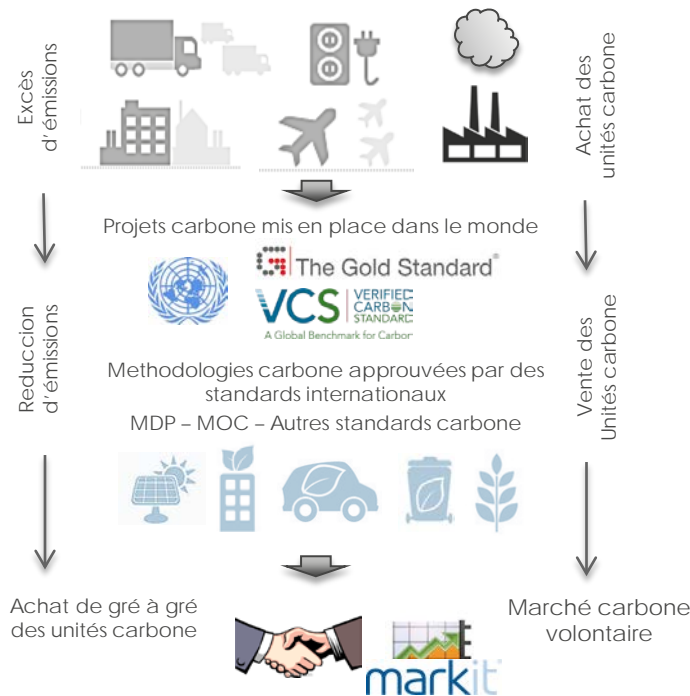 Excès
d'émissions
Achat des
unités carbone
Projets carbone mis en place dans le monde
The Gold Standard®
VCS
VERIFIED
CARBON
STANDARD
A Global Benchmark for Carbon
Reduccion
d'émissions
Vente des
Unités carbone
Methodologies carbone approuvées par des
standards internationaux
MDP – MOC – Autres standards carbone
Achat de gré à gré
des unités carbone
Marché carbone
volontaire
markit